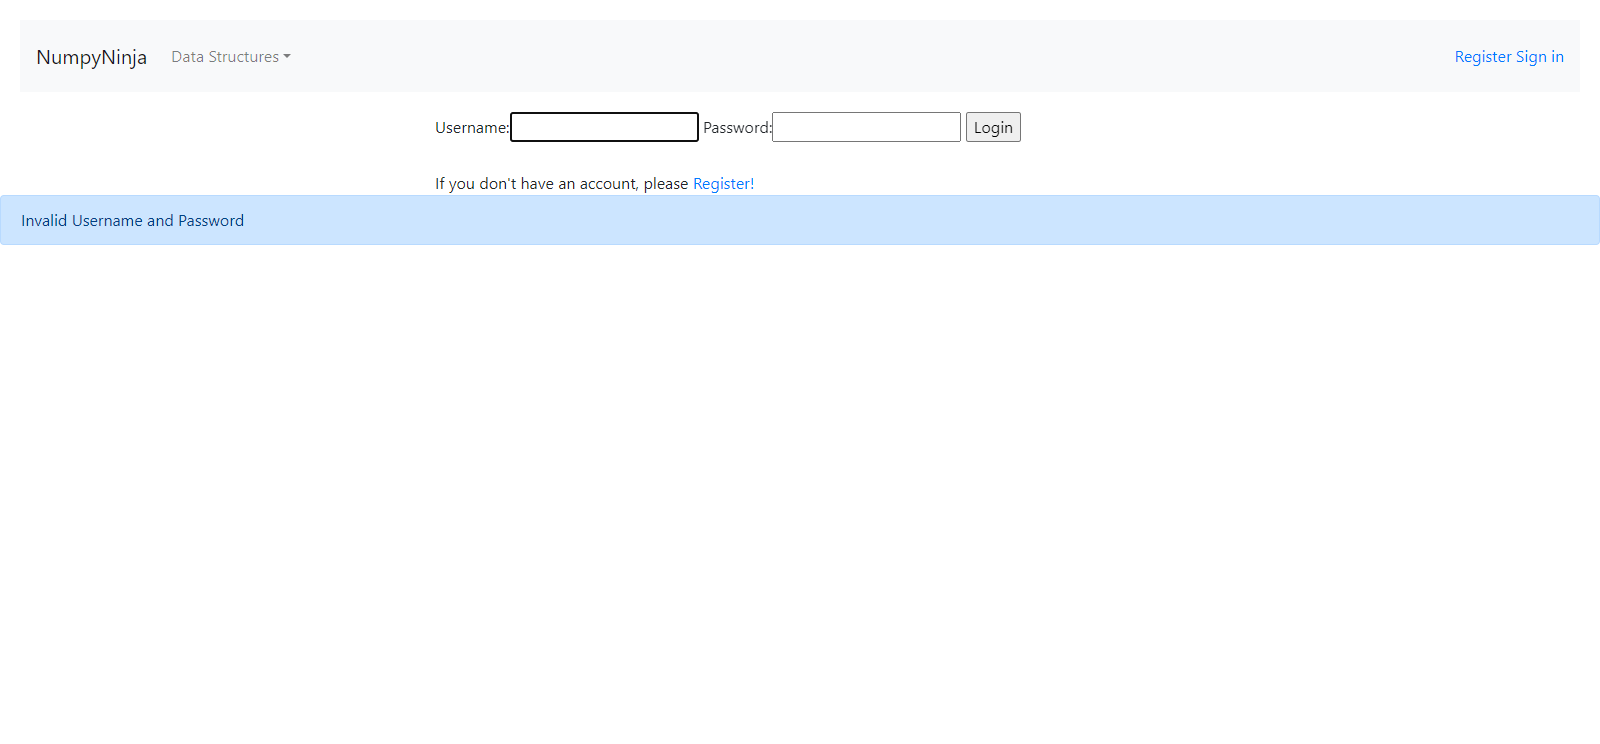 NumpyNinja Data Structures Register Sign in
Username: Password: Login
If you don't have an account, please Register!
Invalid Username and Password